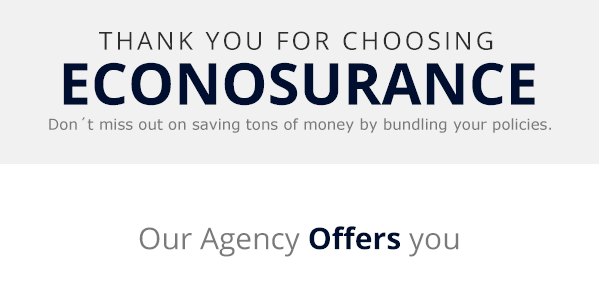 THANK YOU FOR CHOOSING
ECONOSURANCE
Don´t miss out on saving tons of money by bundling your policies.
Our Agency Offers you